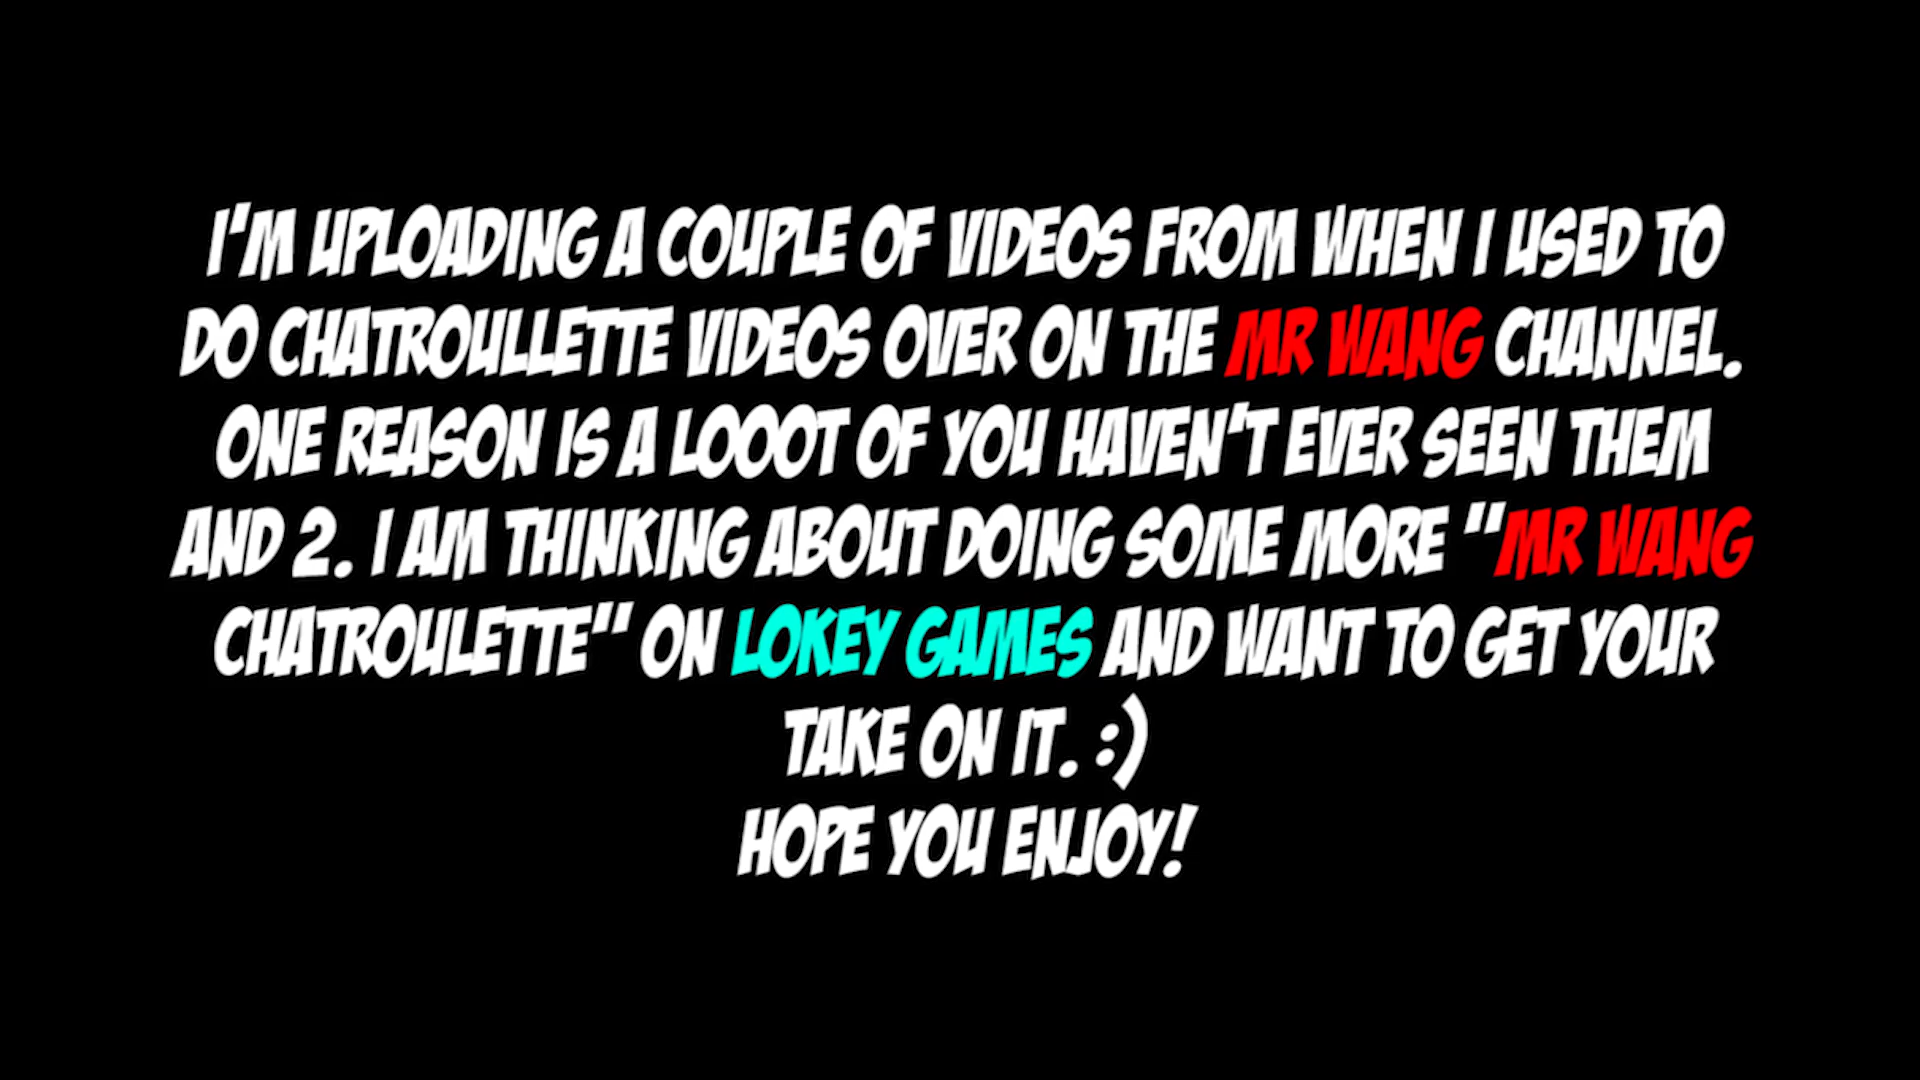 I'M UPLOADING A COUPLE OF VIDEOS FROM WHEN I USED TO
DO CHATROULLETTE VIDEOS OVER ON THE MR WANG CHANNEL.
ONE REASON IS A LOOOT OF YOU HAVEN'T EVER SEEN THEM
AND 2. I AM THINKING ABOUT DOING SOME MORE "MR WANG
CHATROULETTE" ON LOKEY GAMES AND WANT TO GET YOUR
TAKE ON IT. :)
HOPE YOU ENJOY!